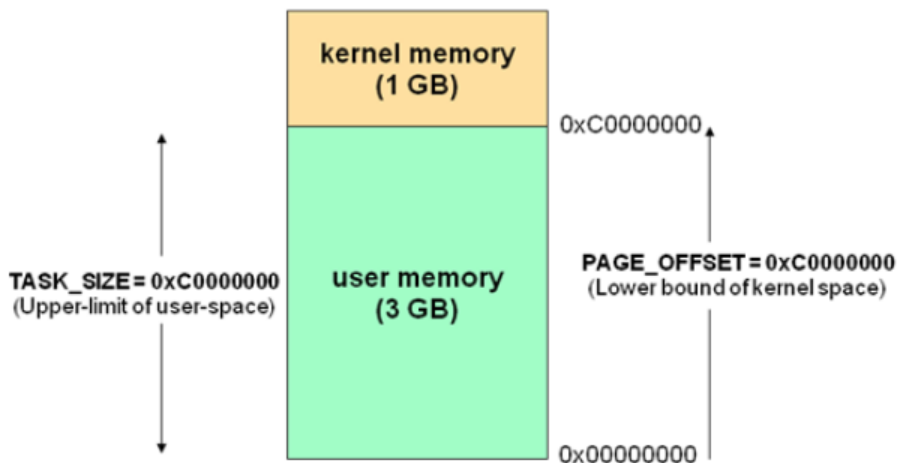 kernel memory
(1 GB)
0xC0000000
TASK_SIZE = 0xC0000000
(Upper-limit of user-space)
user memory
(3 GB)
PAGE_OFFSET = 0xC0000000
(Lower bound of kernel space)
0x00000000